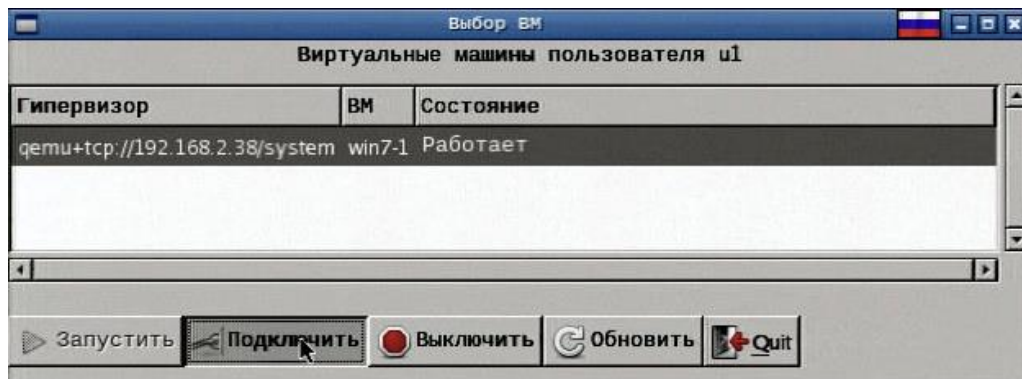 Выбор ВМ
Виртуальные машины пользователя u1
Гипервизор ВМ Состояние
qemu+tcp://192.168.2.38/system win7-1 Работает
Запустить Подключить Выключить Обновить Quit